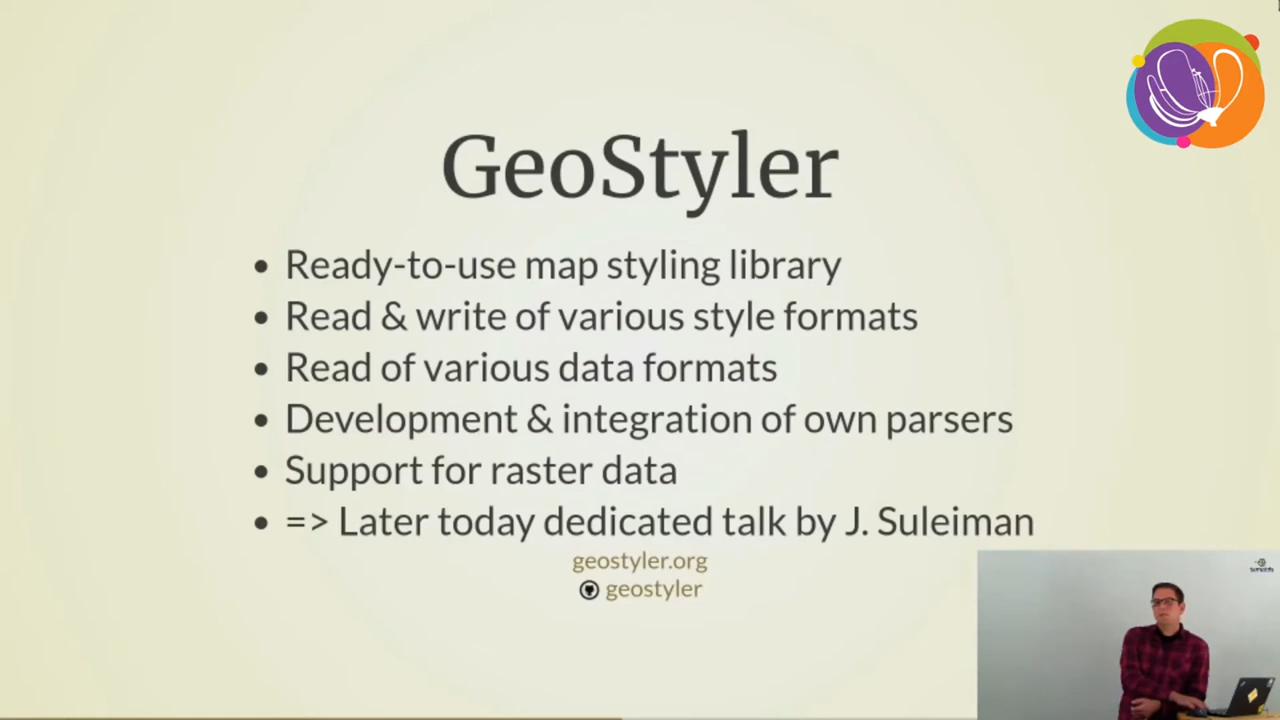 GeoStyler
• Ready-to-use map styling library
• Read & write of various style formats
• Read of various data formats
• Development & integration of own parsers
• Support for raster data
• => Later today dedicated talk by J. Suleiman
geostyler.org
geostyler